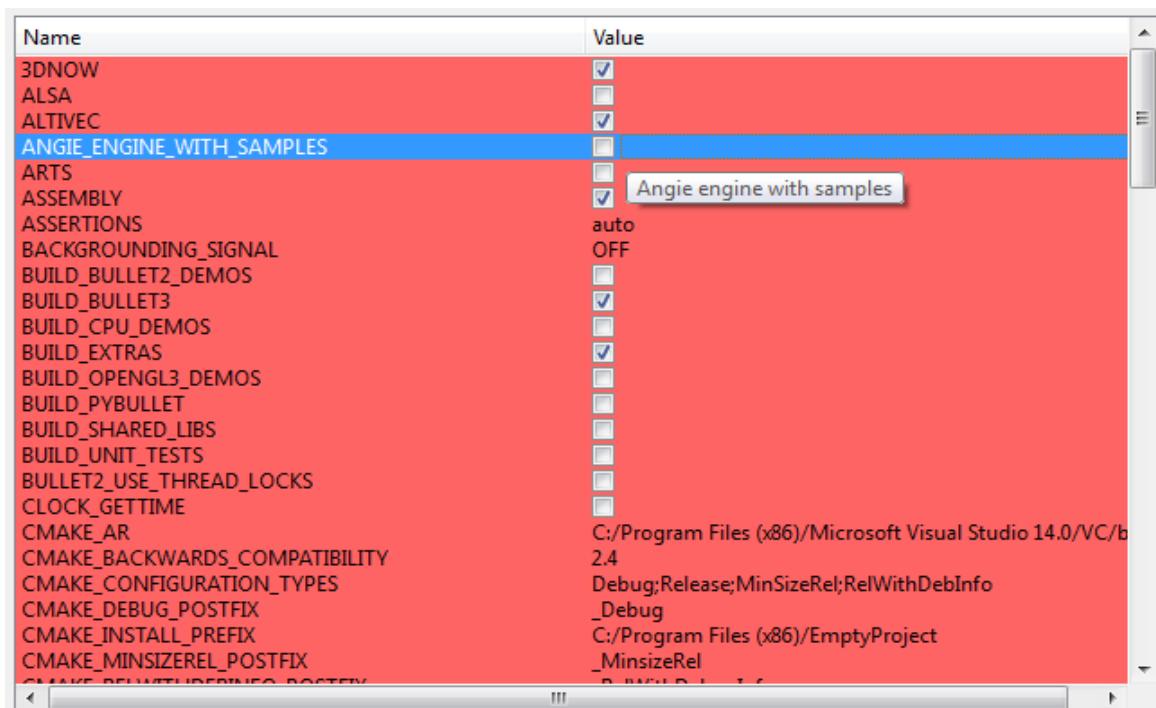 Name Value
3DNOW
ALSA
ALTIVEC
ANGIE_ENGINE_WITH_SAMPLES
ARTS
Angie engine with samples
ASSEMBLY
ASSERTIONS auto
BACKGROUNDING_SIGNAL OFF
BUILD_BULLET2_DEMOS
BUILD_BULLET3
BUILD_CPU_DEMOS
BUILD_EXTRAS
BUILD_OPENGL3_DEMOS
BUILD_PYBULLET
BUILD_SHARED_LIBS
BUILD_UNIT_TESTS
BULLET2_USE_THREAD_LOCKS
CLOCK_GETTIME
CMAKE_AR C:/Program Files (x86)/Microsoft Visual Studio 14.0/VC/b
CMAKE_BACKWARDS_COMPATIBILITY 2.4
CMAKE_CONFIGURATION_TYPES Debug;Release;MinSizeRel;RelWithDebInfo
CMAKE_DEBUG_POSTFIX _Debug
CMAKE_INSTALL_PREFIX C:/Program Files (x86)/EmptyProject
CMAKE_MINSIZEREL_POSTFIX _MinsizeRel